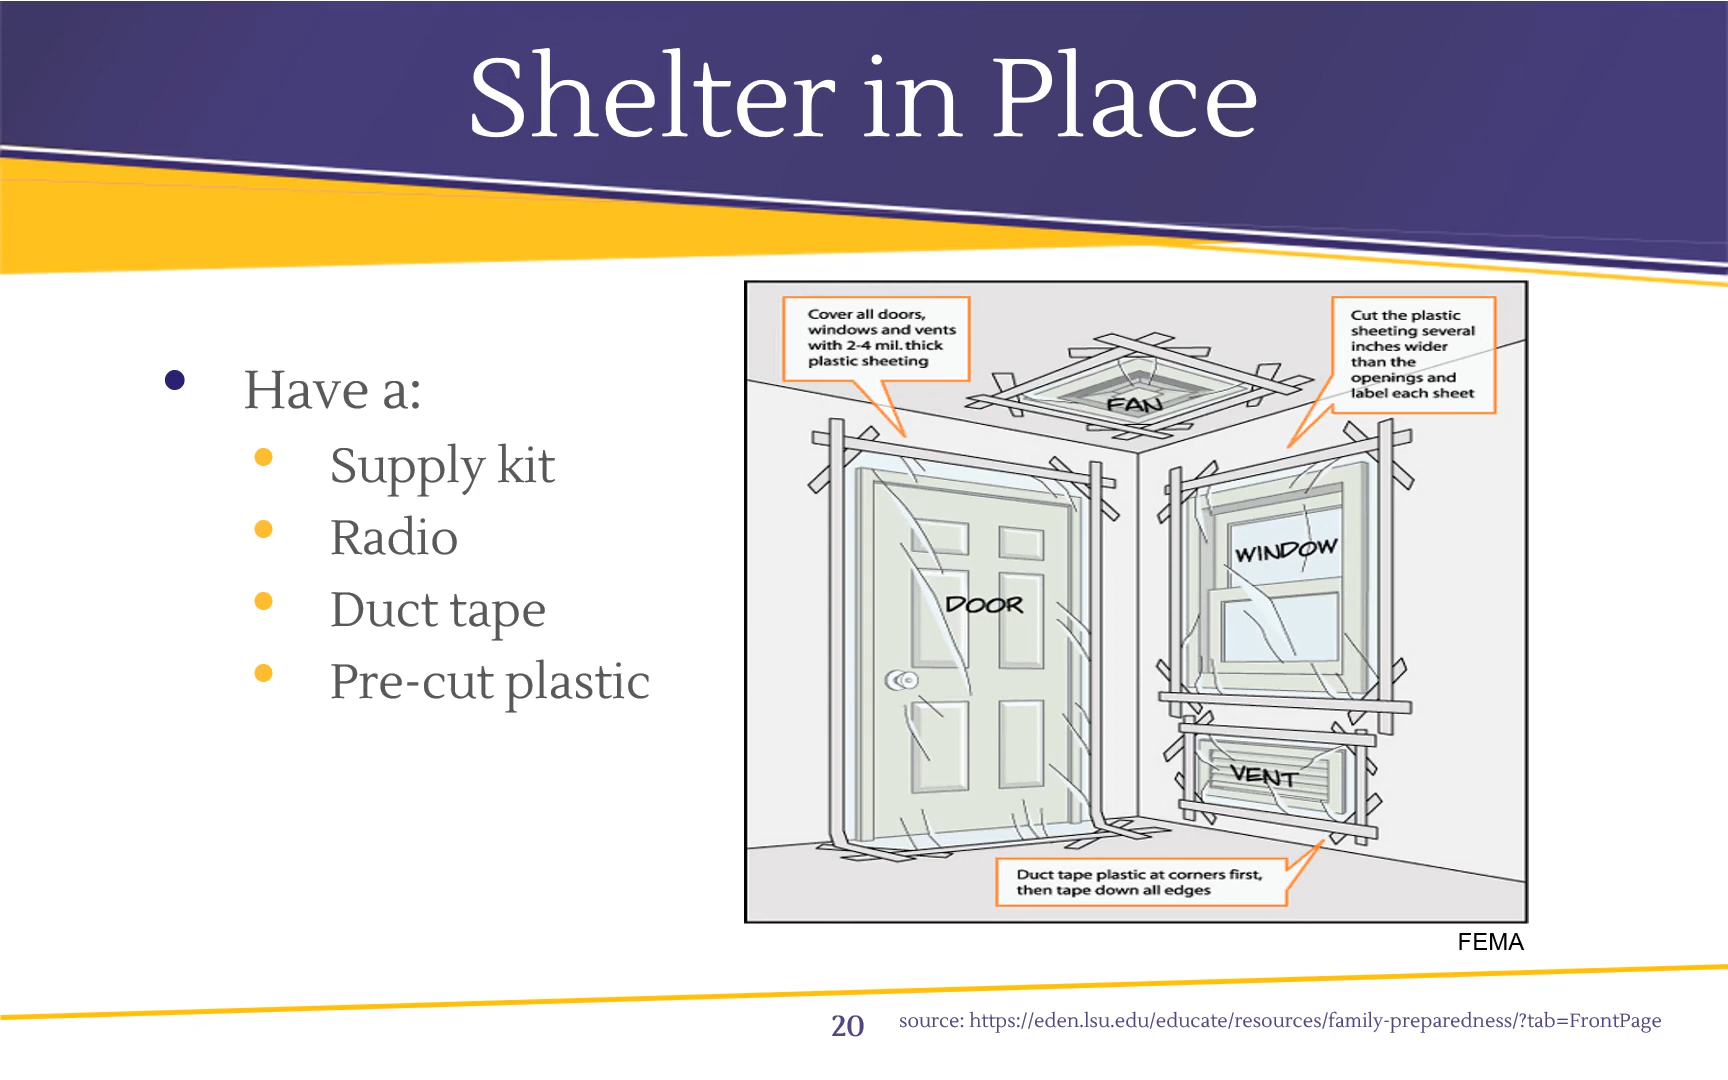 Shelter in Place
• Have a:
• Supply kit
• Radio
• Duct tape
• Pre-cut plastic
Cover all doors,
windows and vents
with 2-4 mil. thick
plastic sheeting
Cut the plastic
sheeting several
inches wider
than the
openings and
label each sheet
FAN
DOOR
WINDOW
VENT
Duct tape plastic at corners first,
then tape down all edges
FEMA
20
source: https://eden.lsu.edu/educate/resources/family-preparedness/?tab=FrontPage